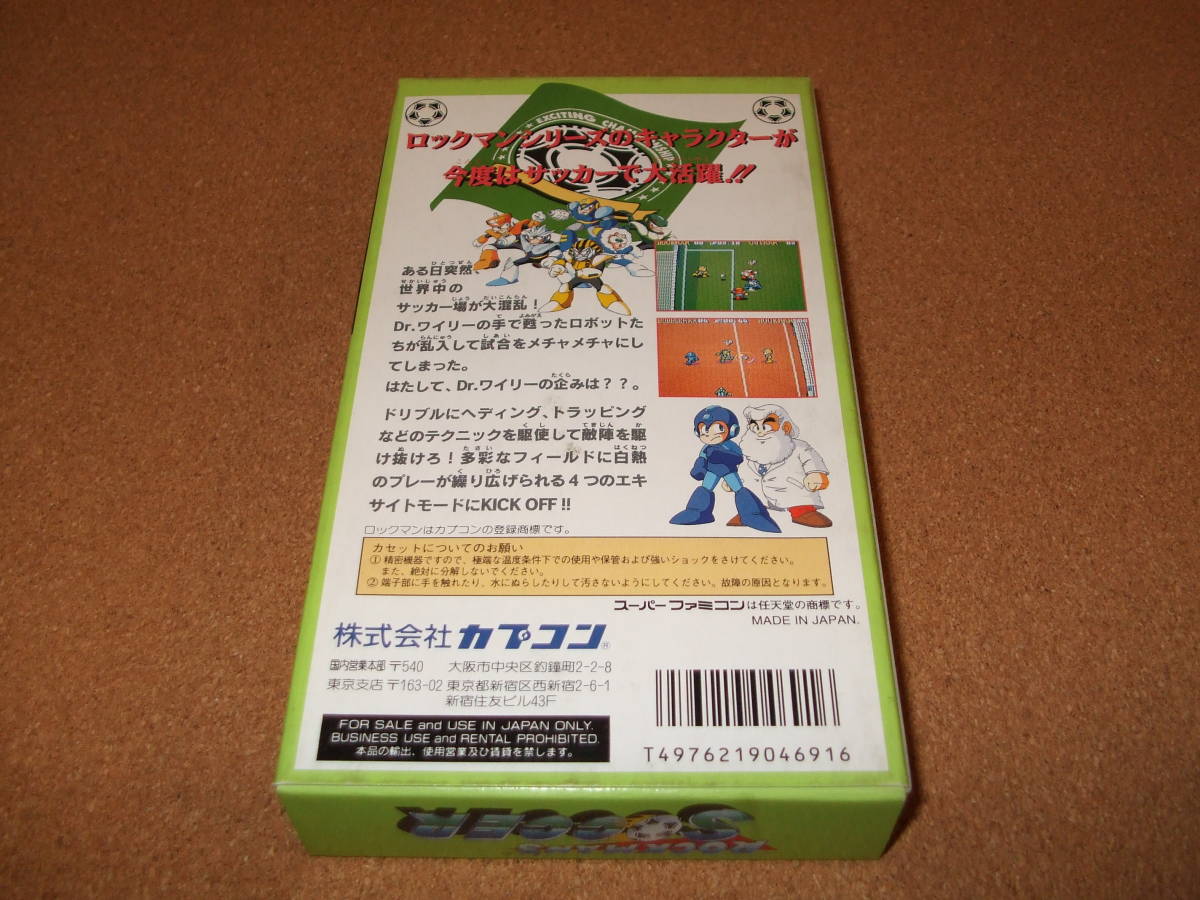 EXCITING CHAMPIONSHIP
ロックマンシリーズのキャラクターが
今度はサッカーで大活躍!!
ある日突然、
世界中の
サッカー場が大混乱！
Dr.ワイリーの手で甦ったロボットた
ちが乱入して試合をメチャメチャにし
てしまった。
はたして、Dr.ワイリーの企みは？？。
ドリブルにヘディング、トラッピング
などのテクニックを駆使して敵陣を駆
け抜けろ！多彩なフィールドに白熱
のプレーが繰り広げられる４つのエキ
サイトモードにKICK OFF!!
ロックマンはカプコンの登録商標です。
カセットについてのお願い
①精密機器ですので、極端な温度条件下での使用や保管および強いショックをさけてください。
また、絶対に分解しないでください。
②端子部に手を触れたり、水にぬらしたりして汚さないようにしてください。故障の原因となります。
スーパーファミコンは任天堂の商標です。
MADE IN JAPAN.
株式会社カプコン®
国内営業本部 〒540 大阪市中央区釣鐘町2-2-8
東京支店 〒163-02 東京都新宿区西新宿2-6-1
新宿住友ビル43F
FOR SALE and USE IN JAPAN ONLY.
BUSINESS USE and RENTAL PROHIBITED.
本品の輸出、使用営業及び賃貸を禁じます。
T4976219046916
ROCKMAN'S
SOCCER